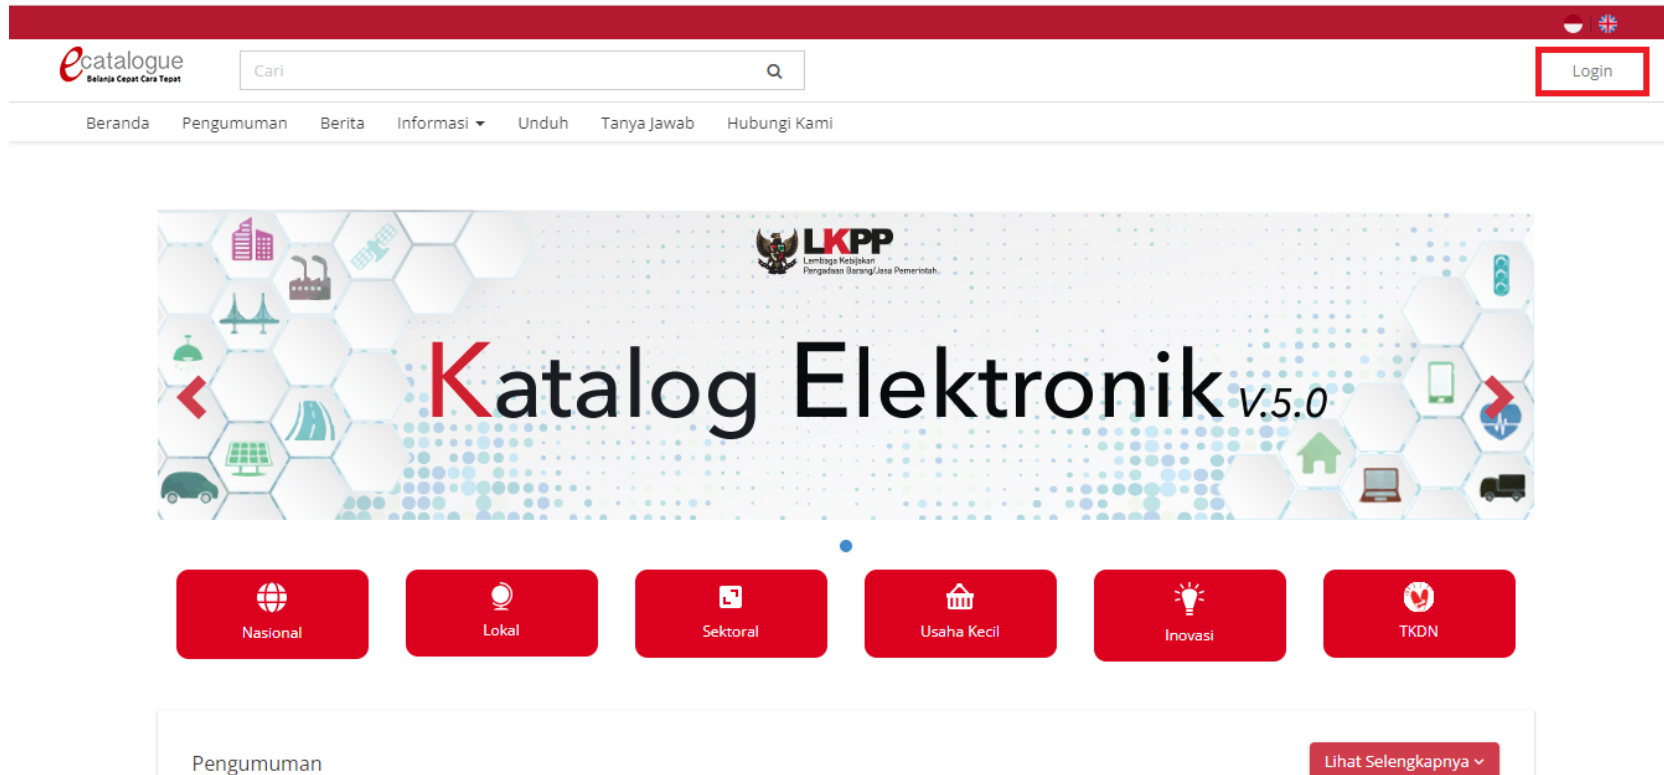 ecatalogue
Belanja Cepat Cara Tepat
Cari
Login
Beranda Pengumuman Berita Informasi Unduh Tanya Jawab Hubungi Kami
LKPP
Lembaga Kebijakan
Pengadaan Barang/Jasa Pemerintah
Katalog Elektronik V.5.0
Nasional Lokal Sektoral Usaha Kecil Inovasi TKDN
Pengumuman
Lihat Selengkapnya